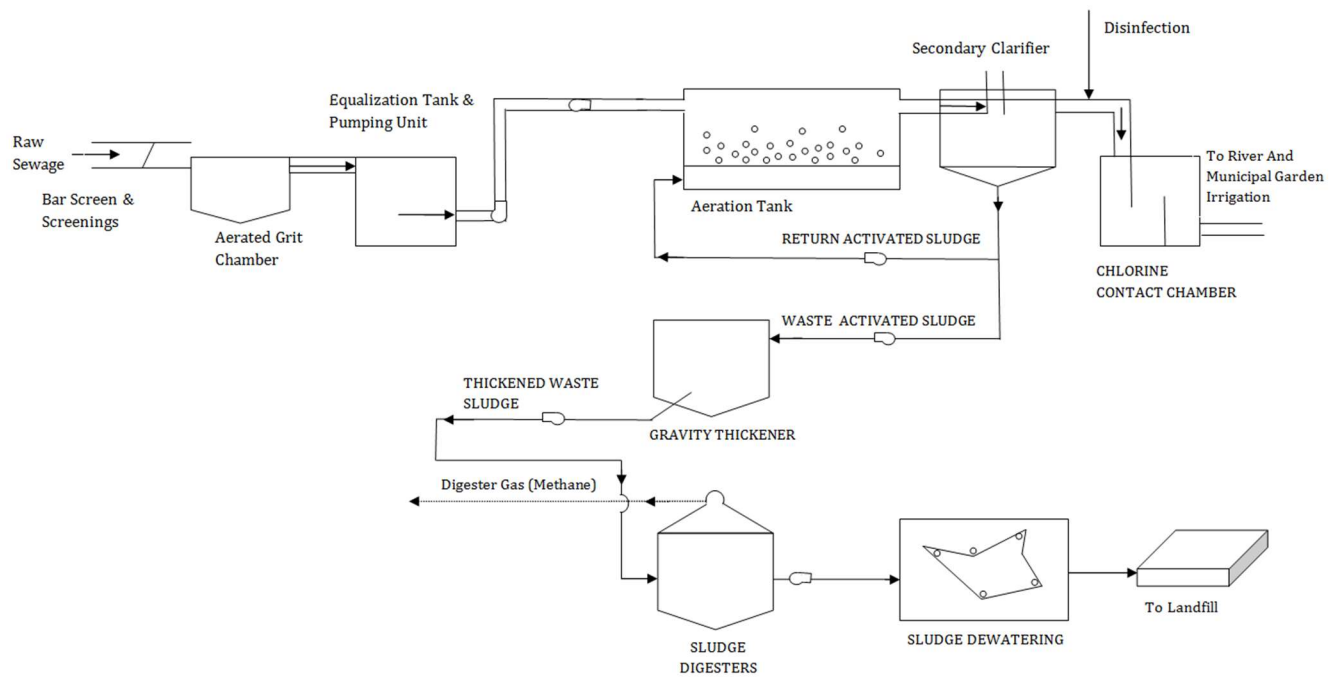 Disinfection
Secondary Clarifier
Equalization Tank &
Pumping Unit
Raw
Sewage
To River And
Municipal Garden
Irrigation
Bar Screen &
Screenings
Aeration Tank
Aerated Grit
Chamber
RETURN ACTIVATED SLUDGE
CHLORINE
CONTACT CHAMBER
WASTE ACTIVATED SLUDGE
THICKENED WASTE
SLUDGE
GRAVITY THICKENER
Digester Gas (Methane)
To Landfill
SLUDGE DEWATERING
SLUDGE
DIGESTERS